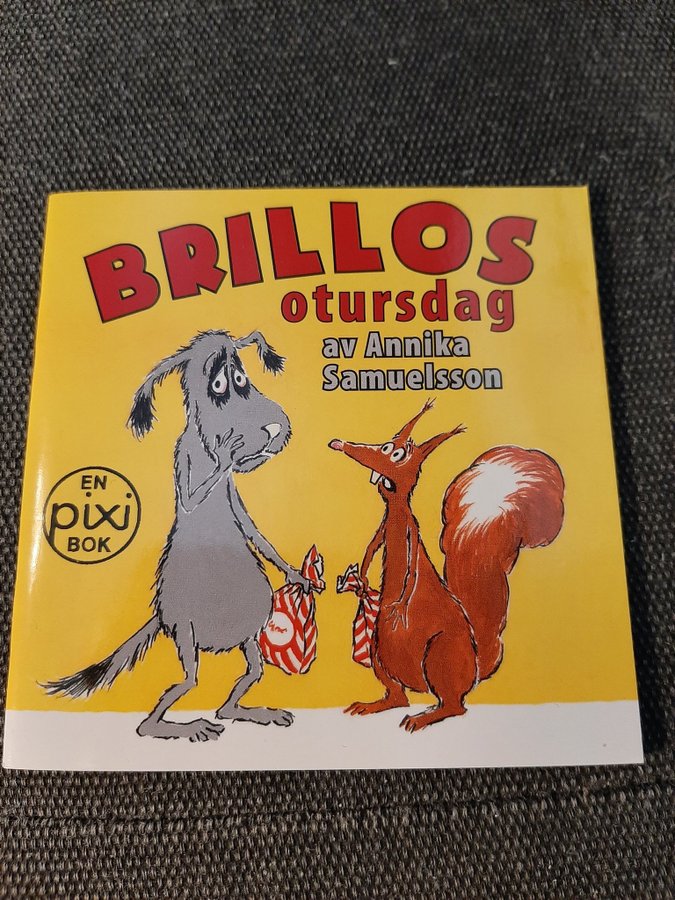 BRILLOS
otursdag
av Annika
Samuelsson
EN
pixi
BOK